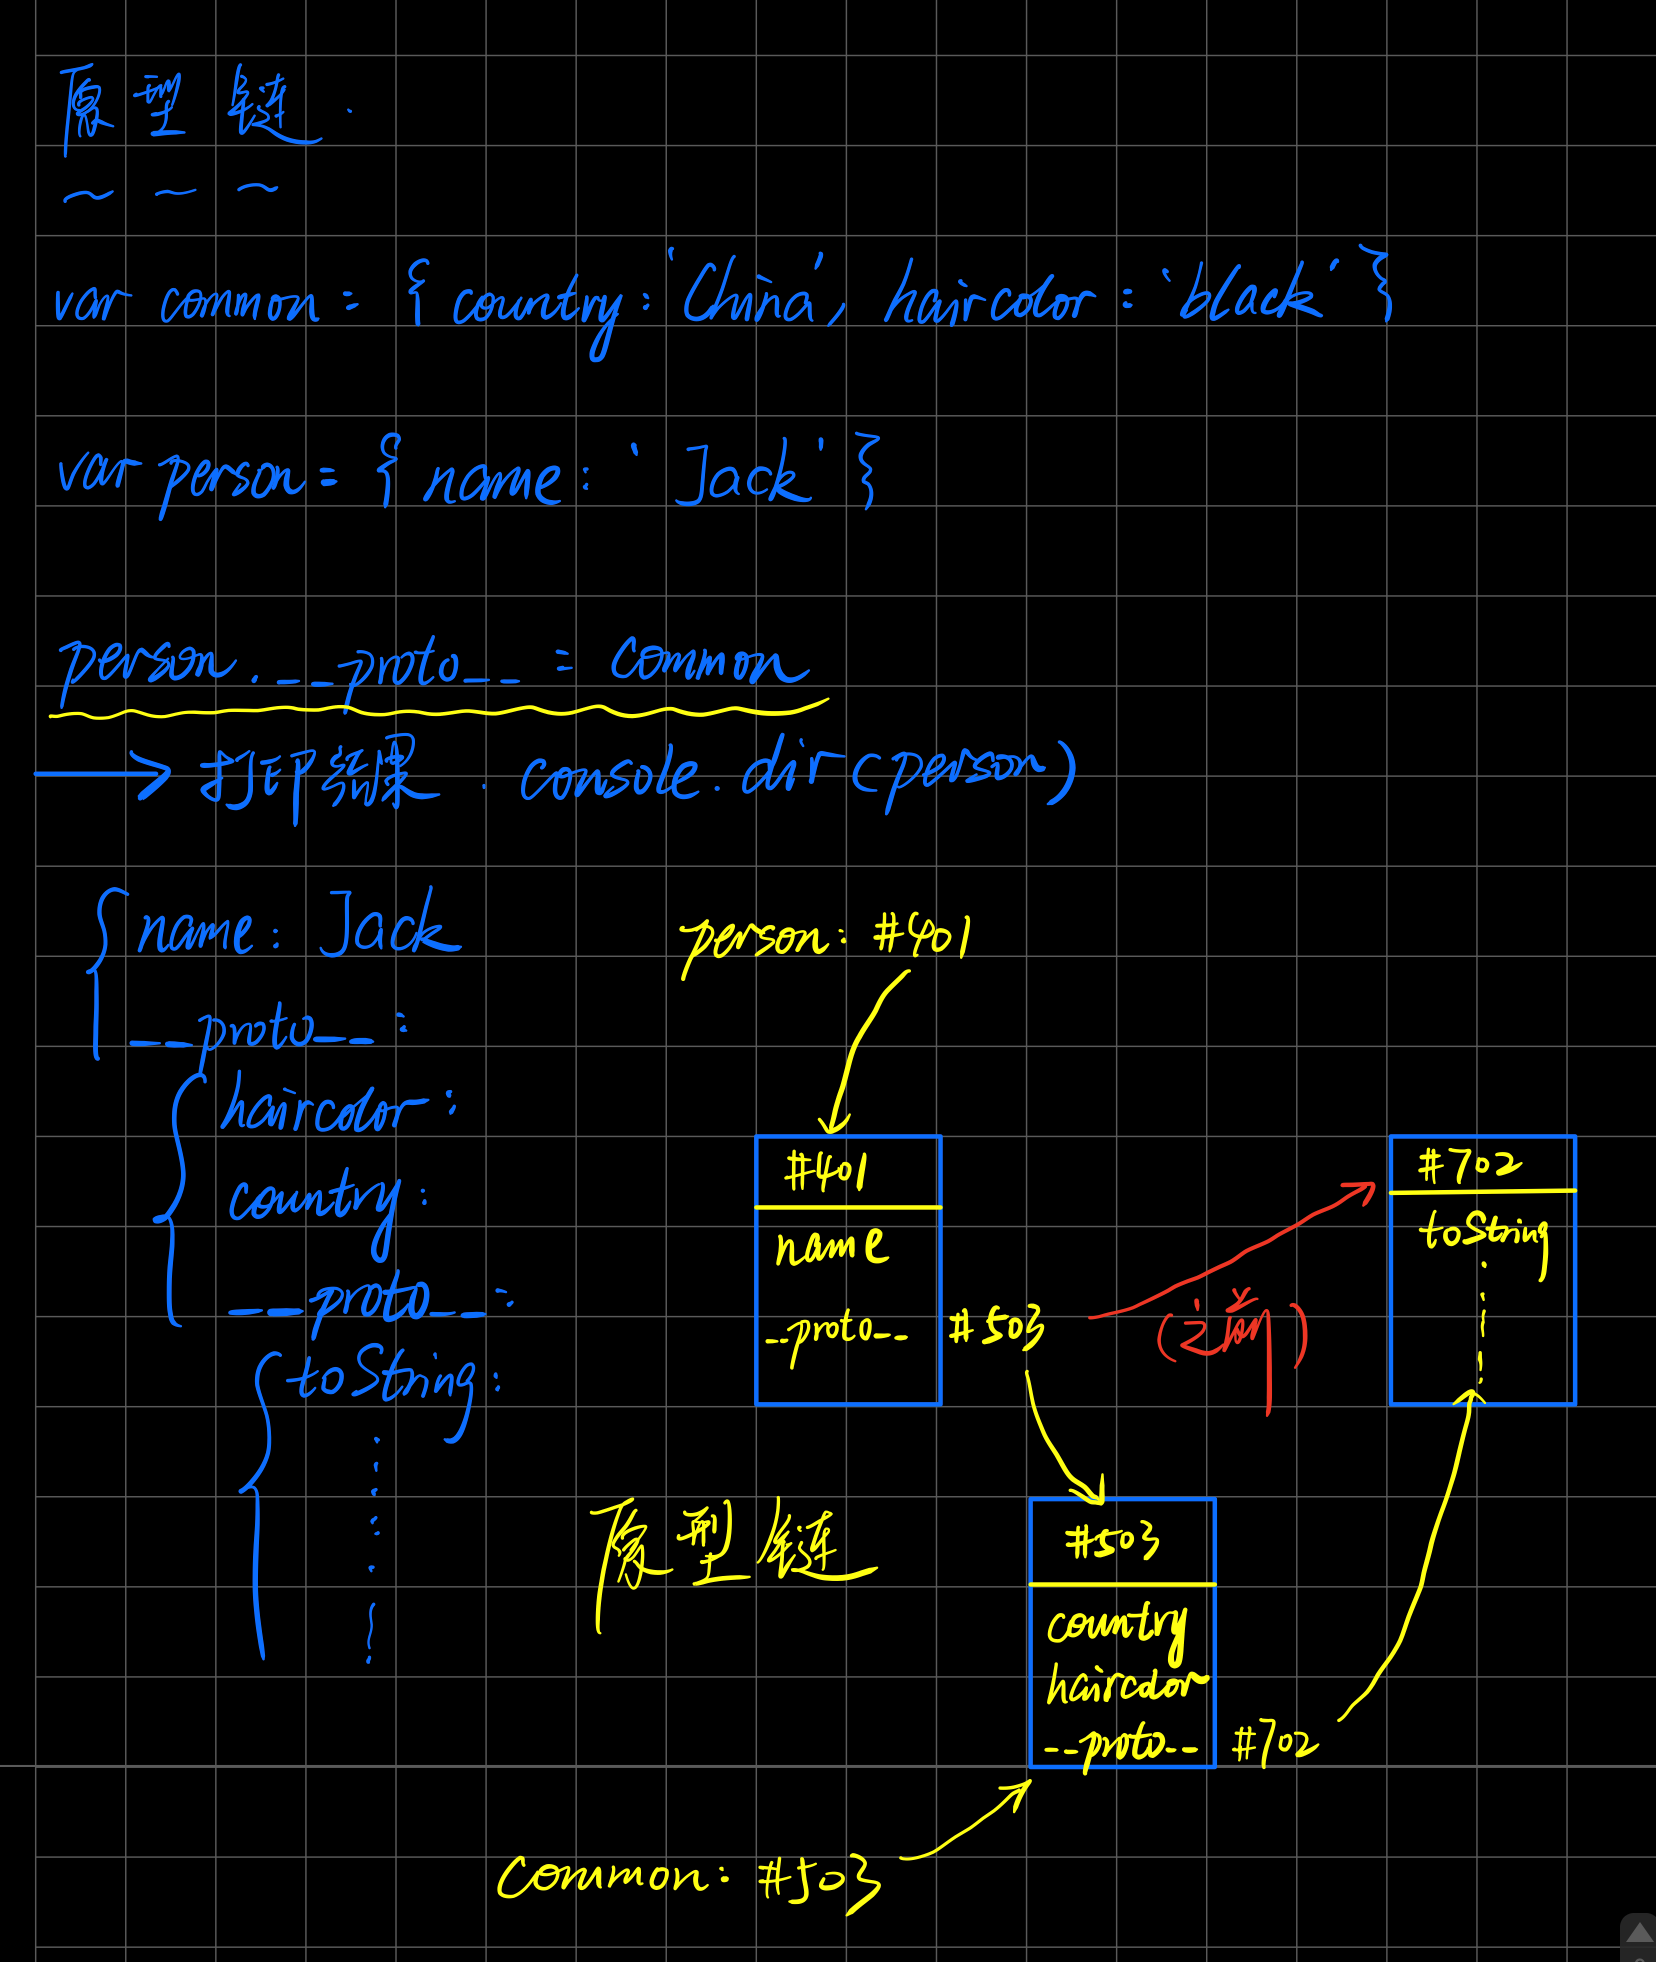 原型链.
var common = { country: 'China', haircolor: 'black' }
var person = { name: 'Jack' }
person.__proto__ = common
打印结果. console.dir(person)
name: Jack
__proto__:
haircolor:
country:
__proto__:
toString:
person: #401
#401
name
__proto__ #503
(之前)
#702
toString
原型链
#503
country
haircolor
__proto__ #702
common: #503